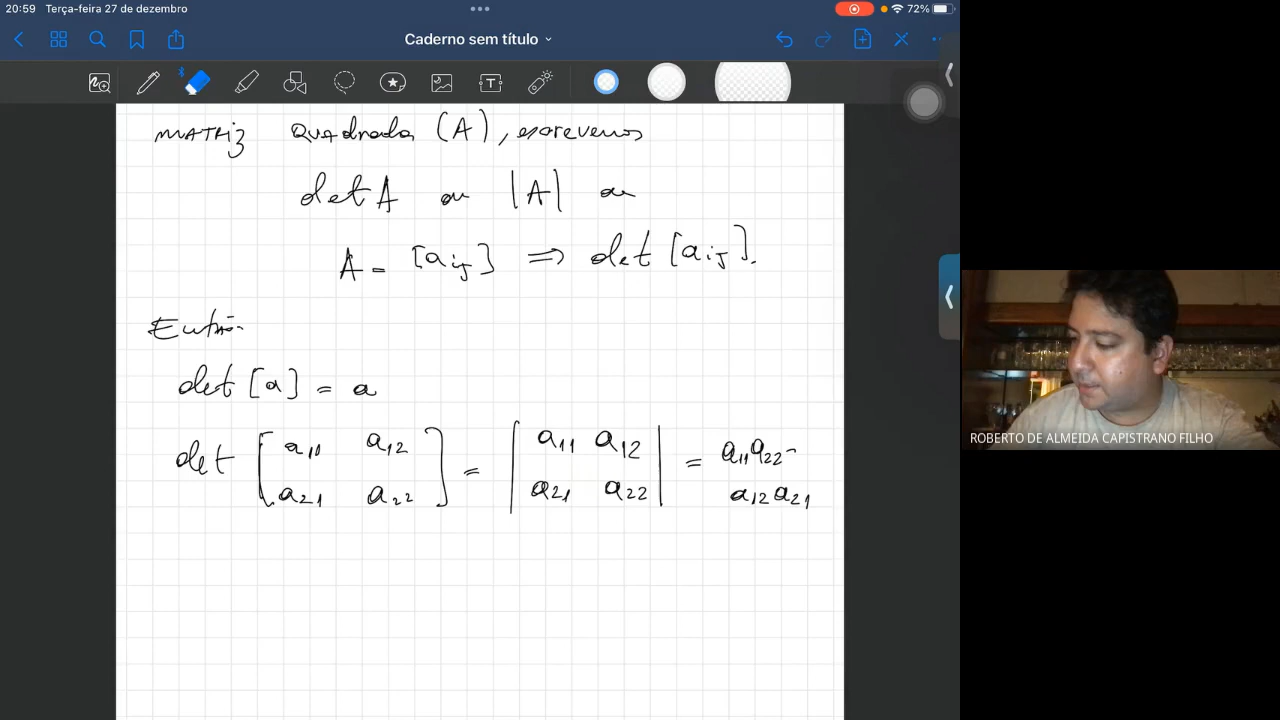 20:59 Terça-feira 27 de dezembro 72%
Caderno sem título
MATRIZ Quadrada (A), escrevemos
det A ou |A| ou
A = [aij] ⇒ det [aij].
Então
det [a] = a
det [a11 a12] = |a11 a12| = a11a22-
[a21 a22] |a21 a22| a12a21
ROBERTO DE ALMEIDA CAPISTRANO FILHO